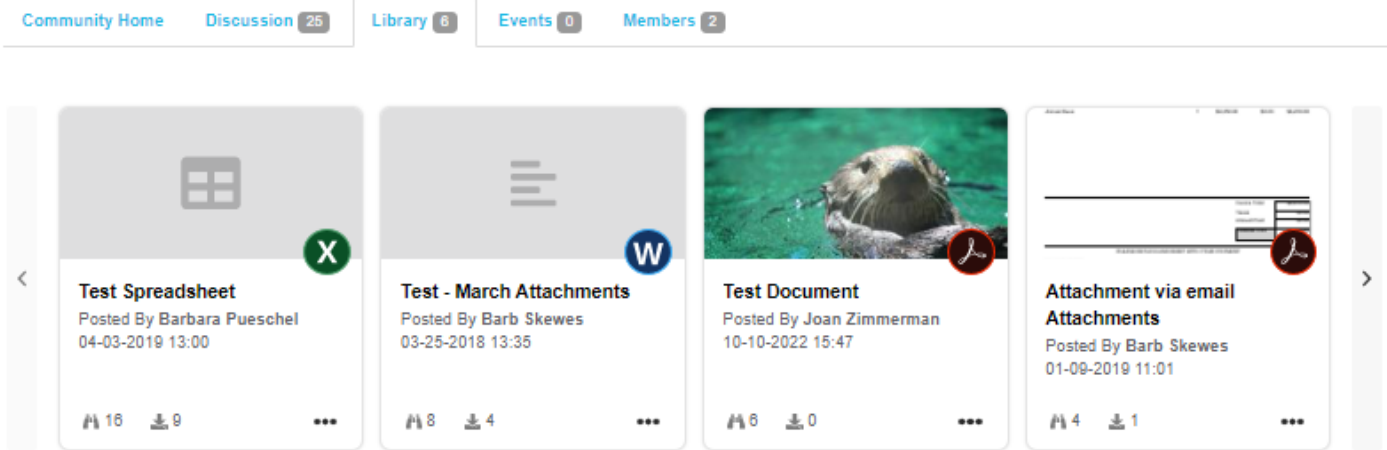 Community Home Discussion 25 Library 6 Events 0 Members 2
X
W
Test Spreadsheet
Posted By Barbara Pueschel
04-03-2019 13:00
16 9
Test - March Attachments
Posted By Barb Skewes
03-25-2018 13:35
8 4
Test Document
Posted By Joan Zimmerman
10-10-2022 15:47
6 0
Attachment via email
Attachments
Posted By Barb Skewes
01-09-2019 11:01
4 1